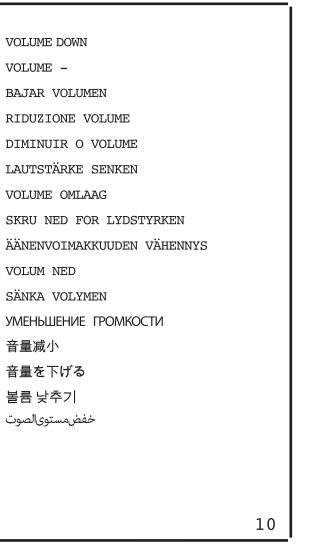 VOLUME DOWN
VOLUME –
BAJAR VOLUMEN
RIDUZIONE VOLUME
DIMINUIR O VOLUME
LAUTSTÄRKE SENKEN
VOLUME OMLAAG
SKRU NED FOR LYDSTYRKEN
ÄÄNENVOIMAKKUUDEN VÄHENNYS
VOLUM NED
SÄNKA VOLYMEN
УМЕНЬШЕНИЕ ГРОМКОСТИ
音量减小
音量を下げる
볼륨 낮추기
خفض مستوى الصوت
10